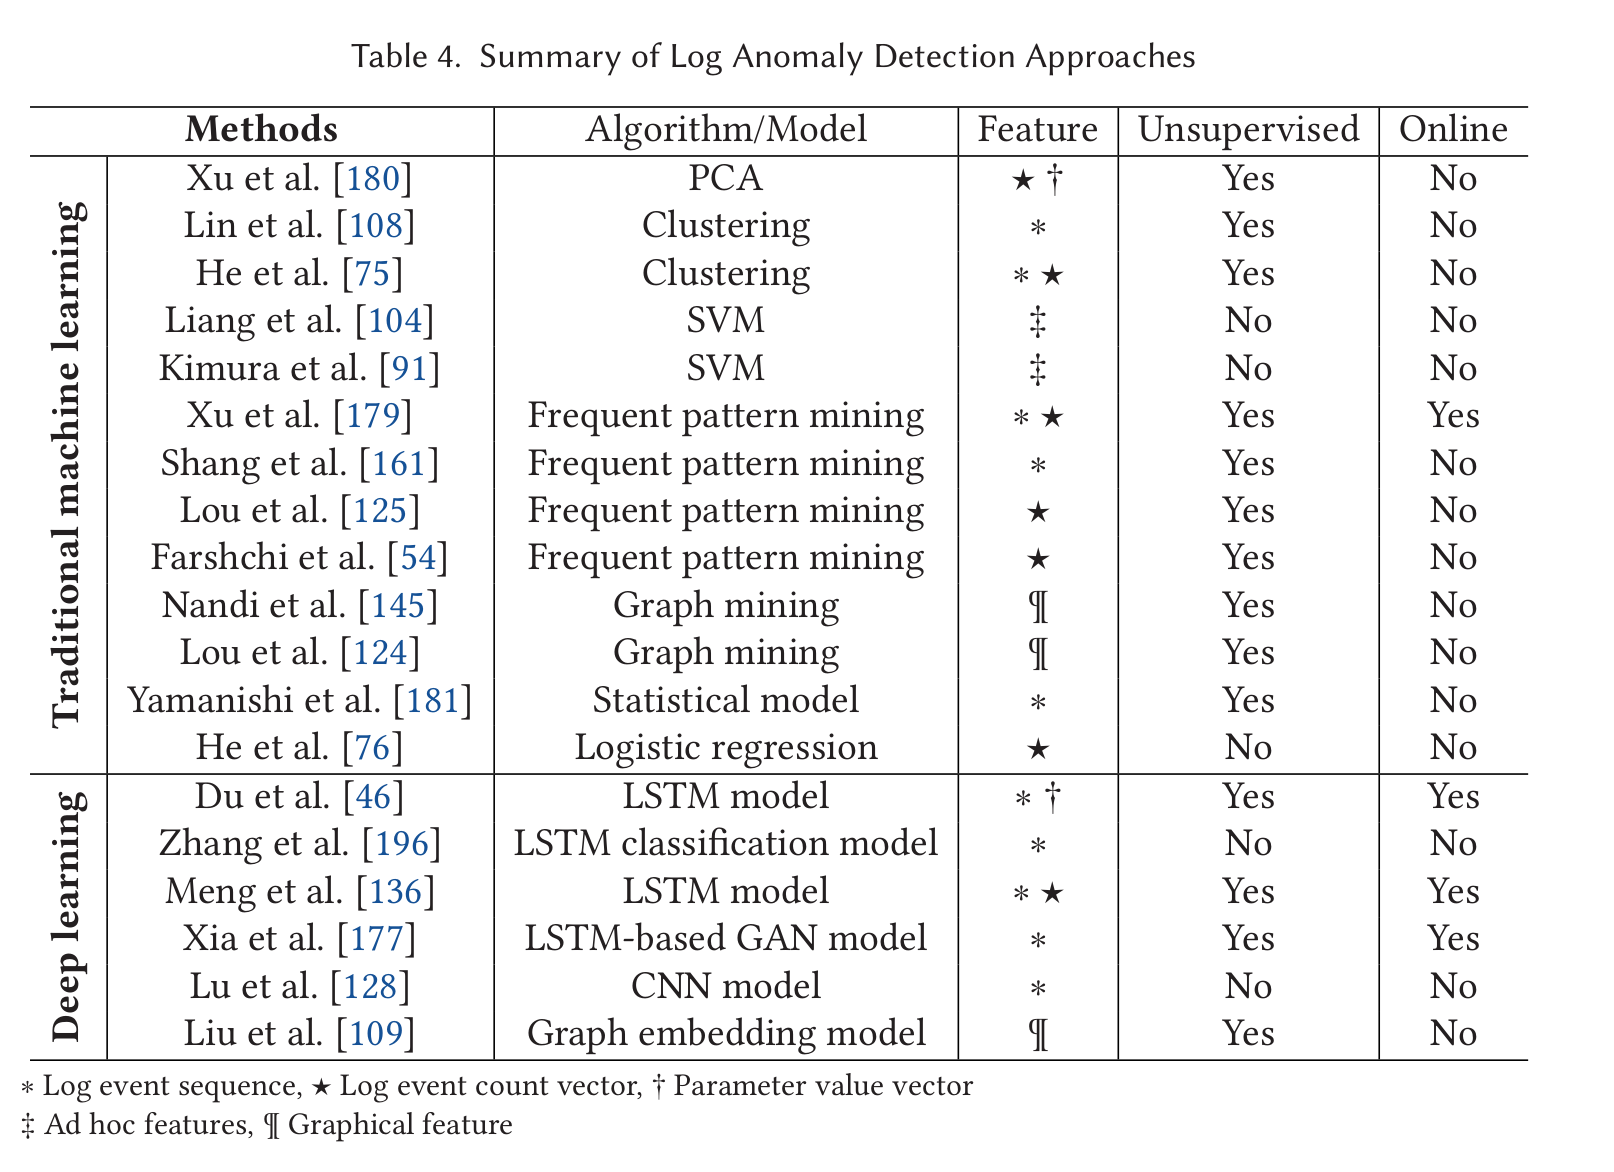 Table 4. Summary of Log Anomaly Detection Approaches
Methods Algorithm/Model Feature Unsupervised Online
Traditional machine learning
Xu et al. [180] PCA ★ † Yes No
Lin et al. [108] Clustering ∗ Yes No
He et al. [75] Clustering ∗ ★ Yes No
Liang et al. [104] SVM ‡ No No
Kimura et al. [91] SVM ‡ No No
Xu et al. [179] Frequent pattern mining ∗ ★ Yes Yes
Shang et al. [161] Frequent pattern mining ∗ Yes No
Lou et al. [125] Frequent pattern mining ★ Yes No
Farshchi et al. [54] Frequent pattern mining ★ Yes No
Nandi et al. [145] Graph mining ¶ Yes No
Lou et al. [124] Graph mining ¶ Yes No
Yamanishi et al. [181] Statistical model ∗ Yes No
He et al. [76] Logistic regression ★ No No
Deep learning
Du et al. [46] LSTM model ∗ † Yes Yes
Zhang et al. [196] LSTM classification model ∗ No No
Meng et al. [136] LSTM model ∗ ★ Yes Yes
Xia et al. [177] LSTM-based GAN model ∗ Yes Yes
Lu et al. [128] CNN model ∗ No No
Liu et al. [109] Graph embedding model ¶ Yes No
∗ Log event sequence, ★ Log event count vector, † Parameter value vector
‡ Ad hoc features, ¶ Graphical feature